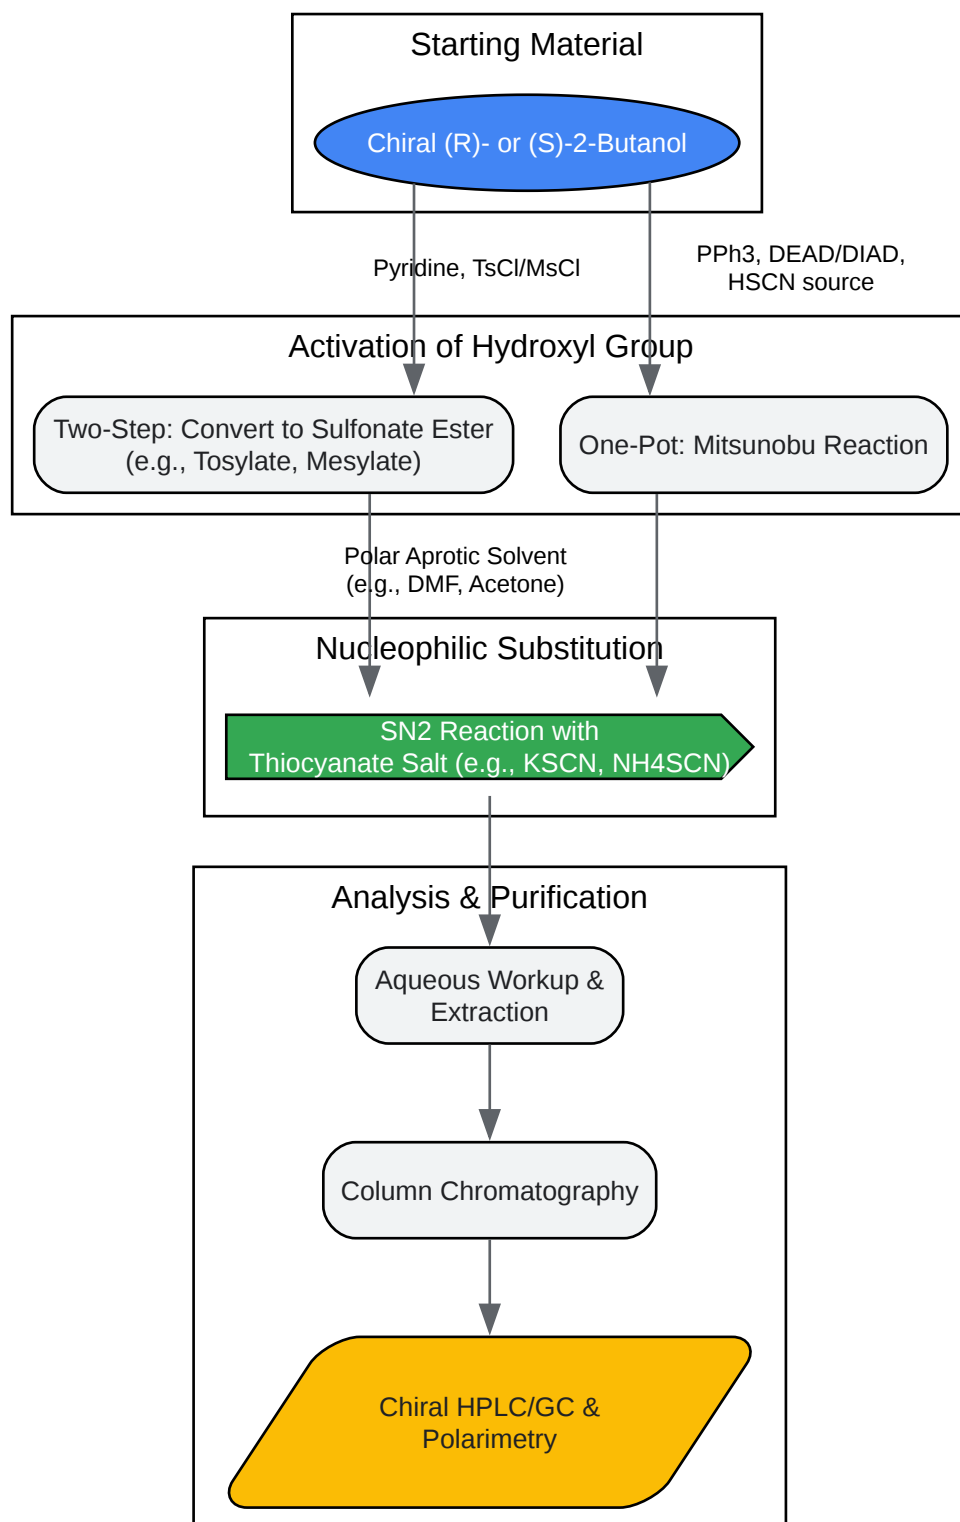 Starting Material
Chiral (R)- or (S)-2-Butanol
Pyridine, TsCl/MsCl
PPh3, DEAD/DIAD,
HSCN source
Activation of Hydroxyl Group
Two-Step: Convert to Sulfonate Ester
(e.g., Tosylate, Mesylate)
One-Pot: Mitsunobu Reaction
Polar Aprotic Solvent
(e.g., DMF, Acetone)
Nucleophilic Substitution
SN2 Reaction with
Thiocyanate Salt (e.g., KSCN, NH4SCN)
Analysis & Purification
Aqueous Workup &
Extraction
Column Chromatography
Chiral HPLC/GC &
Polarimetry